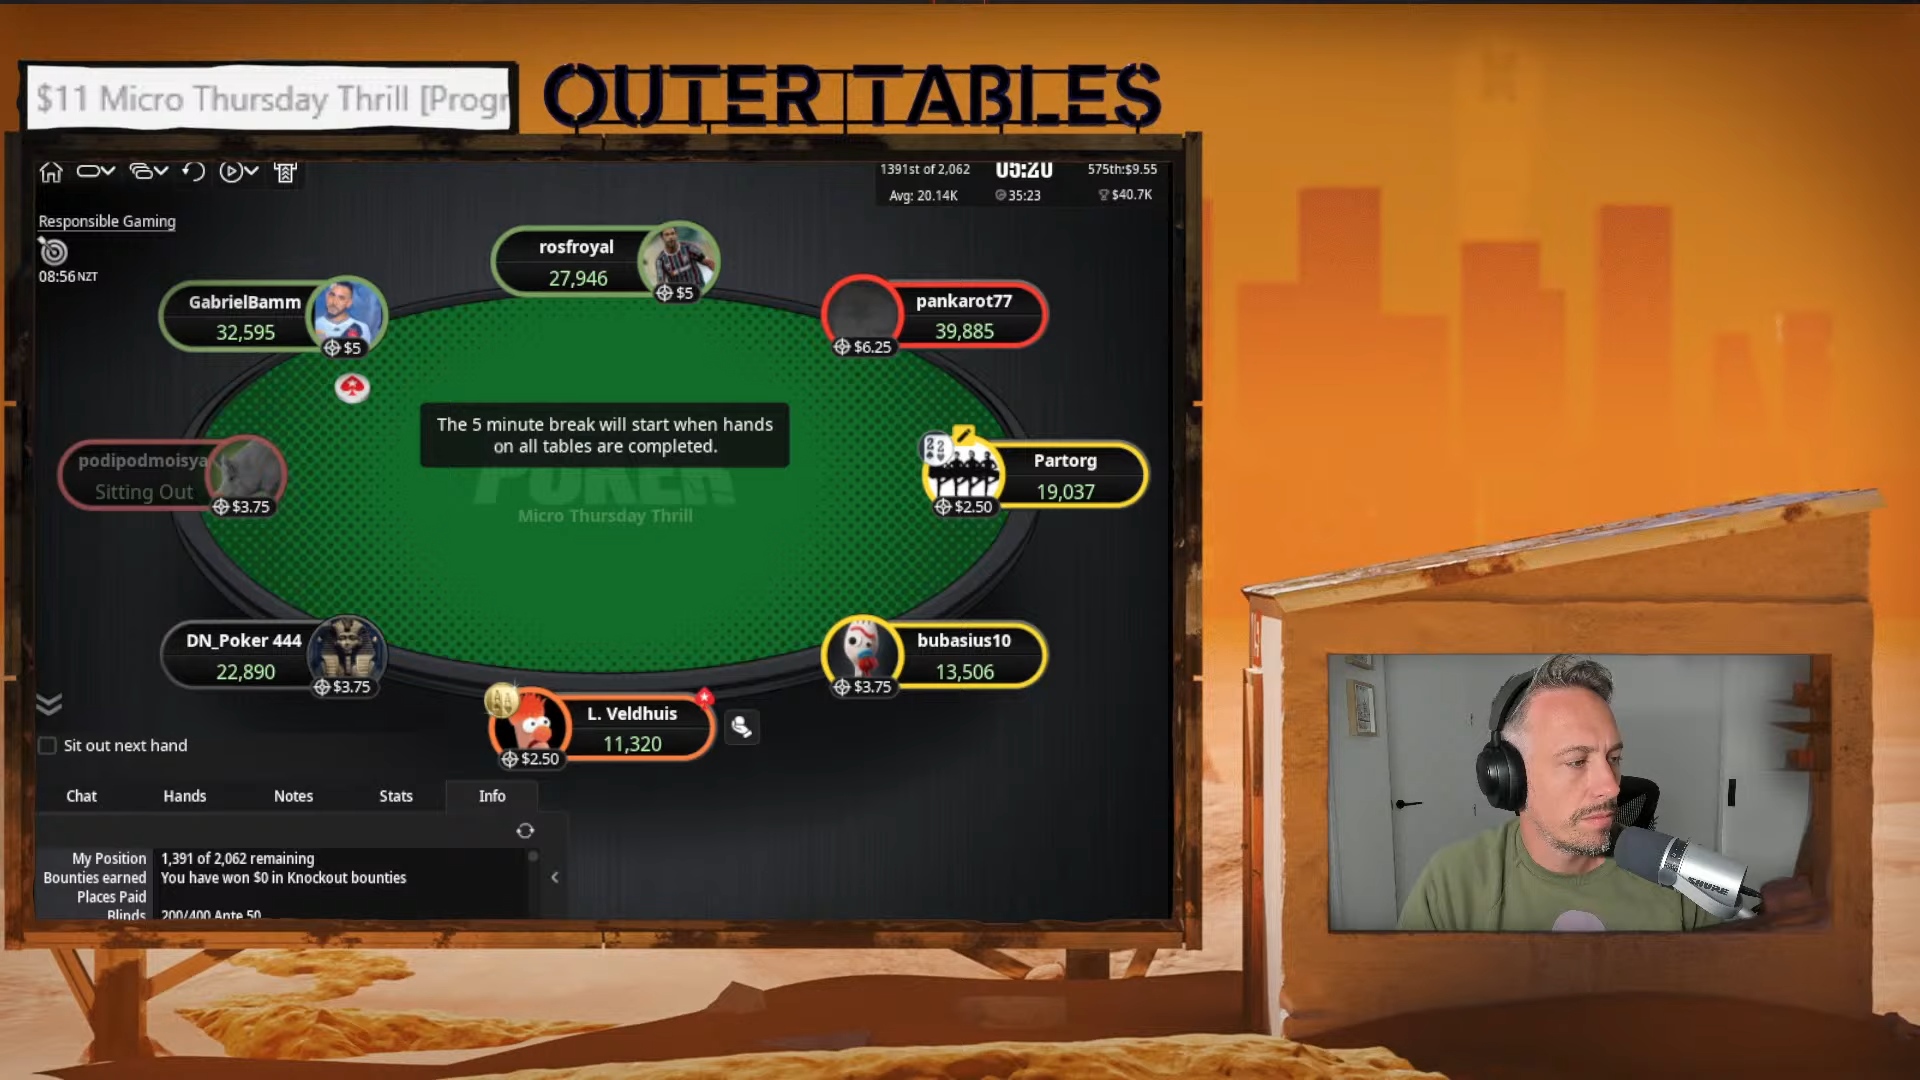 $11 Micro Thursday Thrill [Progr
OUTER TABLES
1391st of 2,062
05:20
575th:$9.55
Avg: 20.14K
35:23
$40.7K
Responsible Gaming
08:56 NZT
rosfroyal
27,946
$5
GabrielBamm
32,595
$5
pankarot77
39,885
$6.25
The 5 minute break will start when hands
on all tables are completed.
POKER
Micro Thursday Thrill
podipodmoisya
Sitting Out
$3.75
2 2
Partorg
19,037
$2.50
DN_Poker 444
22,890
$3.75
bubasius10
13,506
$3.75
L. Veldhuis
11,320
$2.50
Sit out next hand
Chat
Hands
Notes
Stats
Info
My Position 1,391 of 2,062 remaining
Bounties earned You have won $0 in Knockout bounties
Places Paid
Blinds 200/400 Ante 50
SHURE